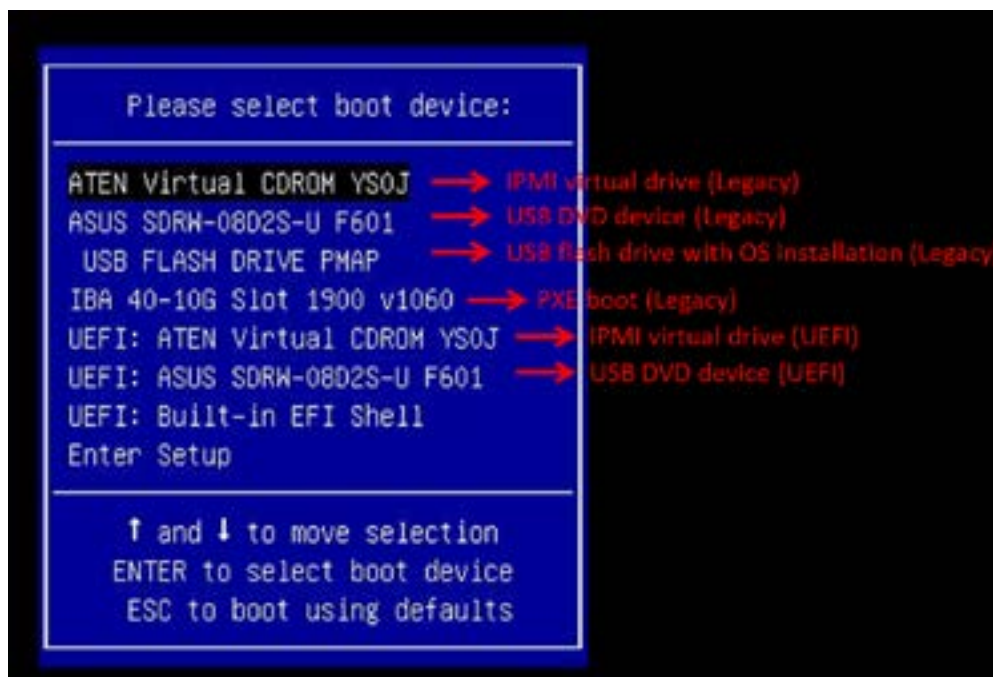 Please select boot device:
ATEN Virtual CDROM YS0J → IPMI virtual drive (Legacy)
ASUS SDRW-08D2S-U F601 → USB DVD device (Legacy)
USB FLASH DRIVE PMAP → USB flash drive with OS installation (Legacy
IBA 40-10G Slot 1900 v1060 → PXE boot (Legacy)
UEFI: ATEN Virtual CDROM YS0J → IPMI virtual drive (UEFI)
UEFI: ASUS SDRW-08D2S-U F601 → USB DVD device (UEFI)
UEFI: Built-in EFI Shell
Enter Setup
↑ and ↓ to move selection
ENTER to select boot device
ESC to boot using defaults